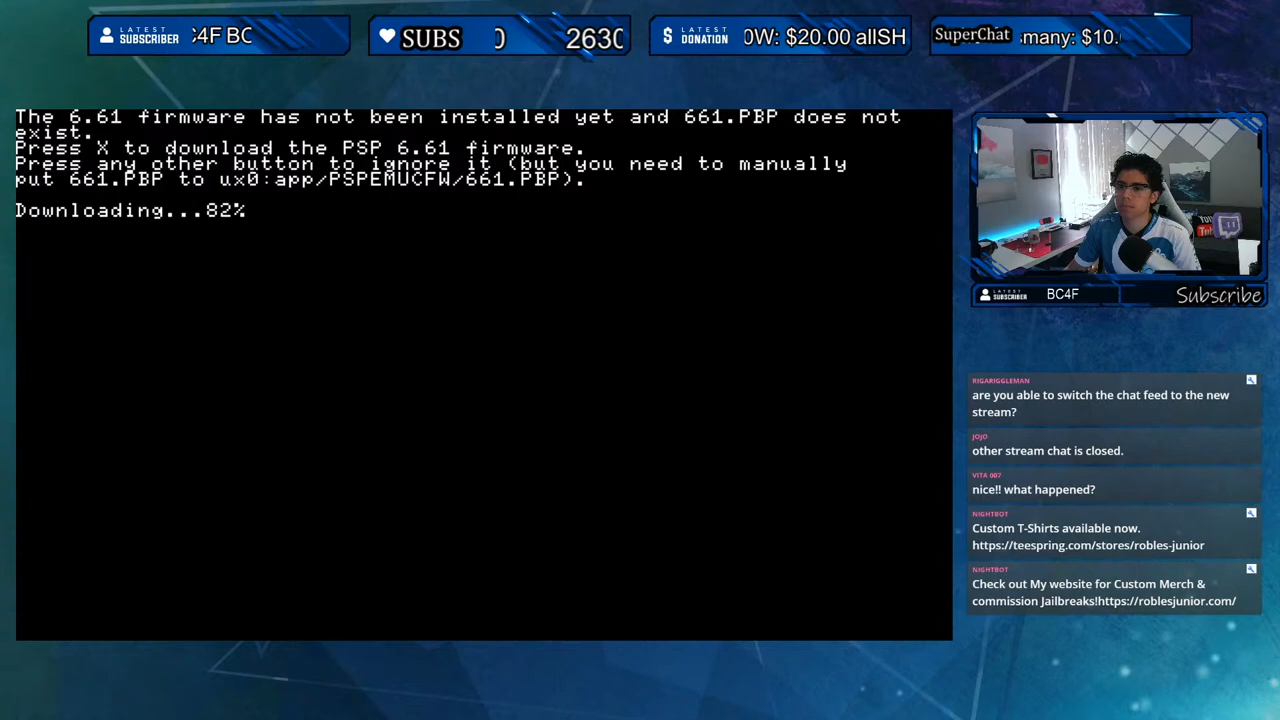 LATEST
SUBSCRIBER
:4F BC
SUBS
2630
LATEST
DONATION
0W: $20.00 allSH
SuperChat
many: $10.
The 6.61 firmware has not been installed yet and 661.PBP does not
exist.
Press X to download the PSP 6.61 firmware.
Press any other button to ignore it (but you need to manually
put 661.PBP to ux0:app/PSPEMUCFW/661.PBP).
Downloading...82%
LATEST
SUBSCRIBER
BC4F
Subscribe
RIGARIGGLEMAN
are you able to switch the chat feed to the new
stream?
JOJO
other stream chat is closed.
VITA 007
nice!! what happened?
NIGHTBOT
Custom T-Shirts available now.
https://teespring.com/stores/robles-junior
NIGHTBOT
Check out My website for Custom Merch &
commission Jailbreaks!https://roblesjunior.com/